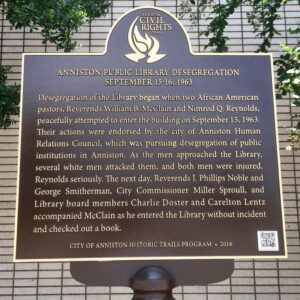 ANNISTON
CIVIL
RIGHTS
ANNISTON PUBLIC LIBRARY DESEGREGATION
SEPTEMBER 15-16, 1963
Desegregation of the Library began when two African American
pastors, Reverends William B. McClain and Nimrod Q. Reynolds,
peacefully attempted to enter the building on September 15, 1963.
Their actions were endorsed by the city of Anniston Human
Relations Council, which was pursuing desegregation of public
institutions in Anniston. As the men approached the Library,
several white men attacked them, and both men were injured,
Reynolds seriously. The next day, Reverends J. Phillips Noble and
George Smitherman, City Commissioner Miller Sproull, and
Library board members Charlie Doster and Carelton Lentz
accompanied McClain as he entered the Library without incident
and checked out a book.
CITY OF ANNISTON HISTORIC TRAILS PROGRAM • 2016